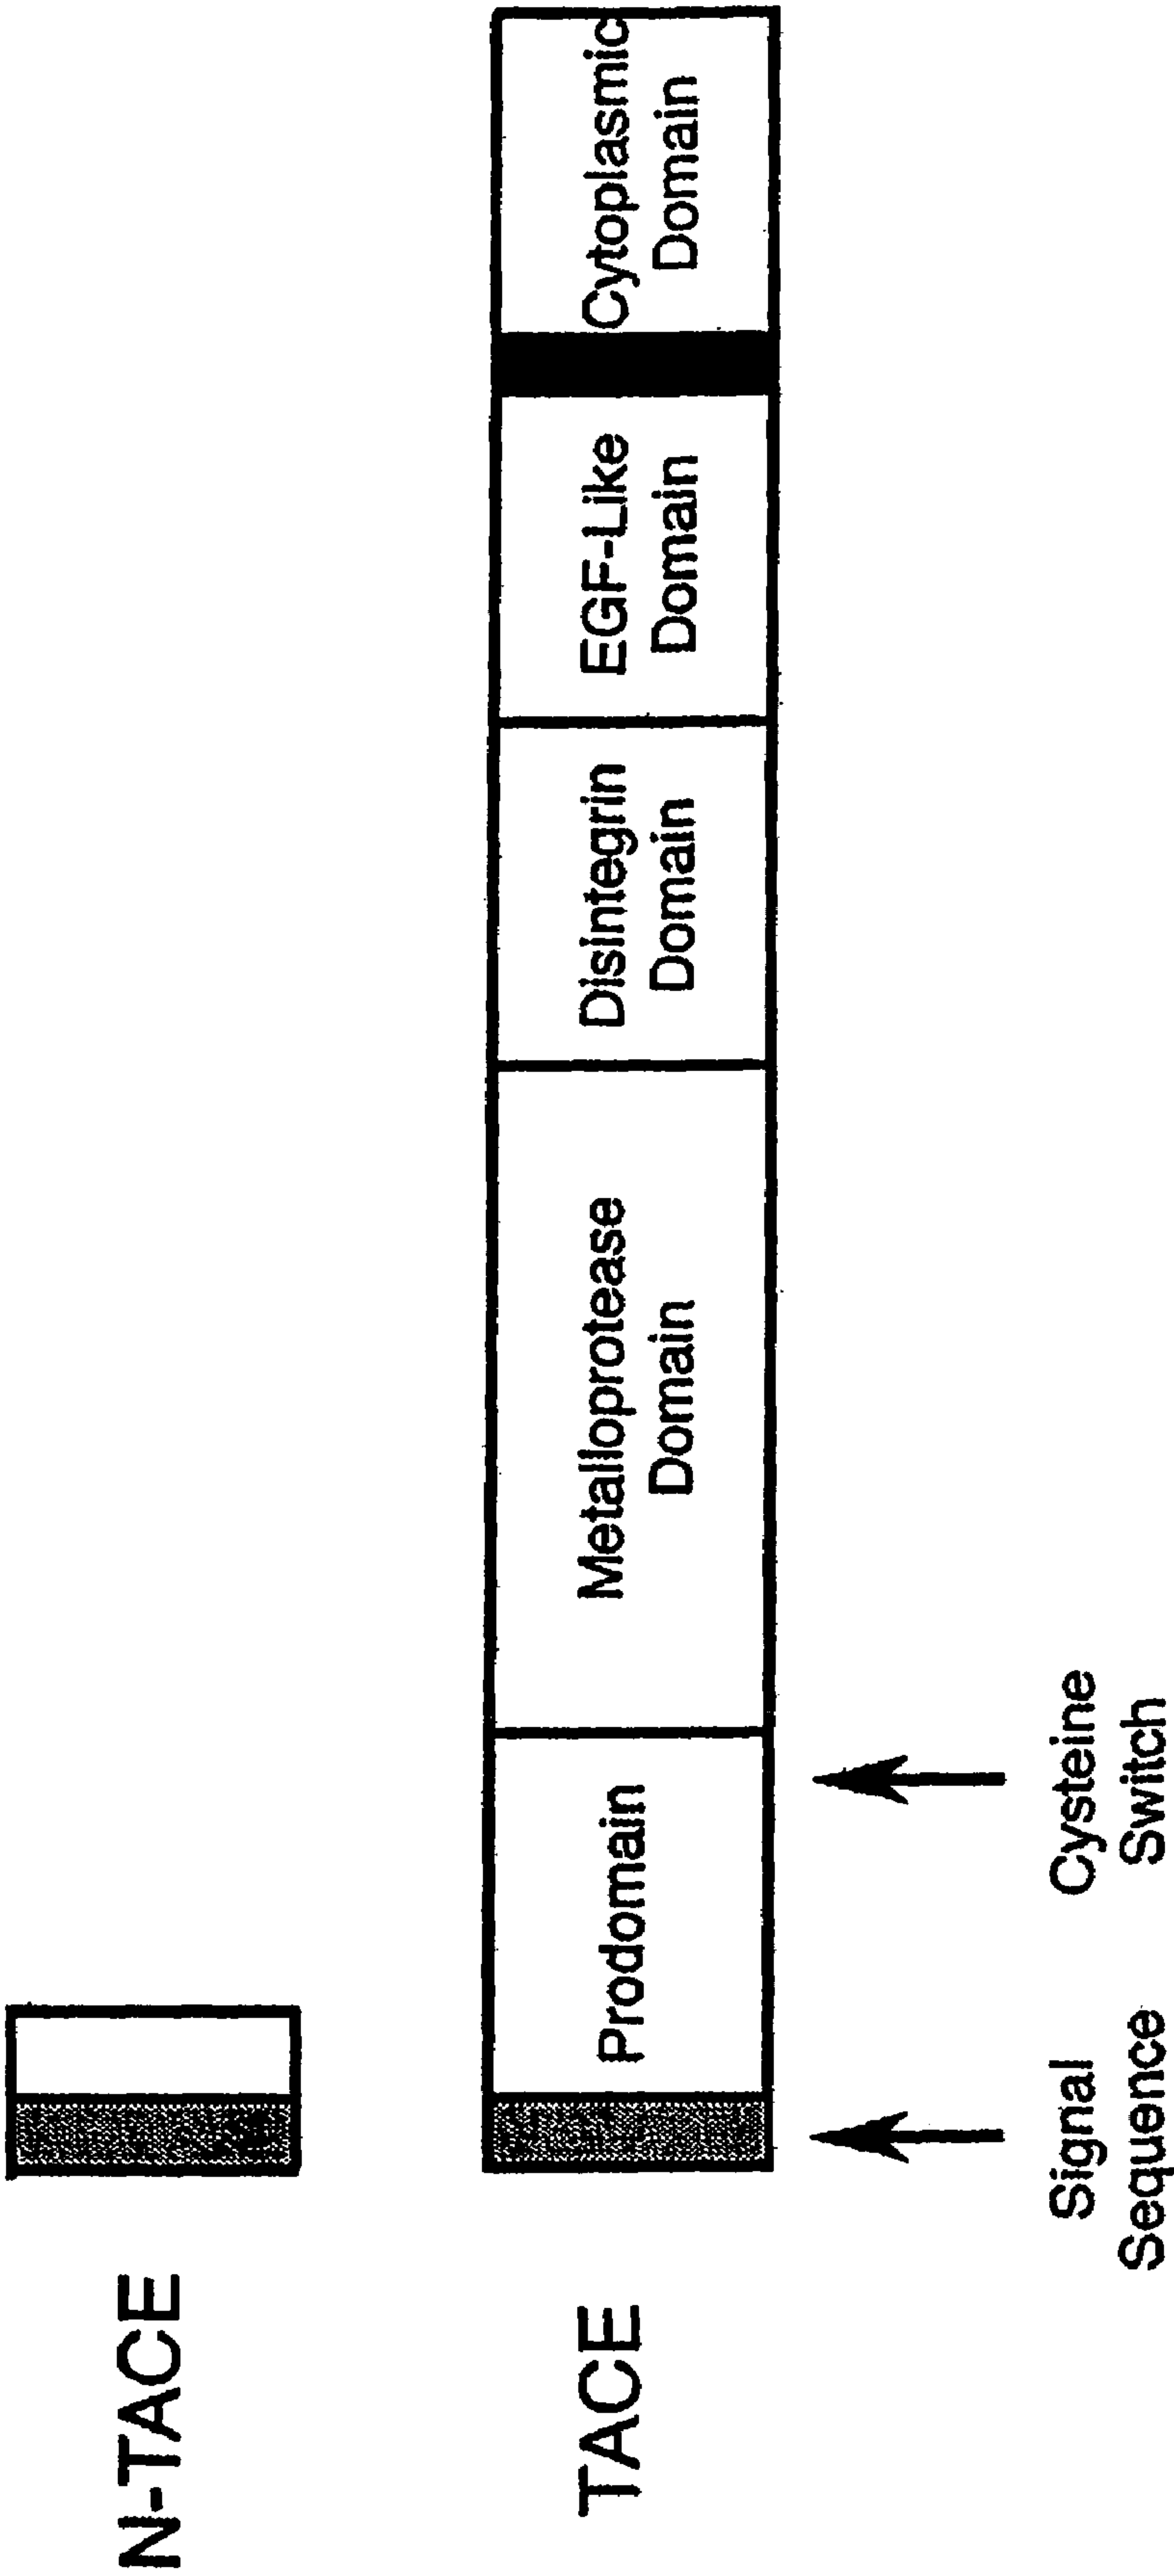 N-TACE
TACE
Prodomain
Metalloprotease
Domain
Disintegrin
Domain
EGF-Like
Domain
Cytoplasmic
Domain
Signal
Sequence
Cysteine
Switch